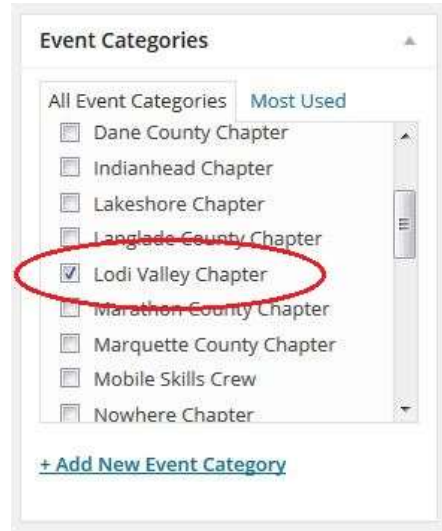 Event Categories
All Event Categories Most Used
Dane County Chapter
Indianhead Chapter
Lakeshore Chapter
Langlade County Chapter
Lodi Valley Chapter
Marathon County Chapter
Marquette County Chapter
Mobile Skills Crew
Nowhere Chapter
+ Add New Event Category